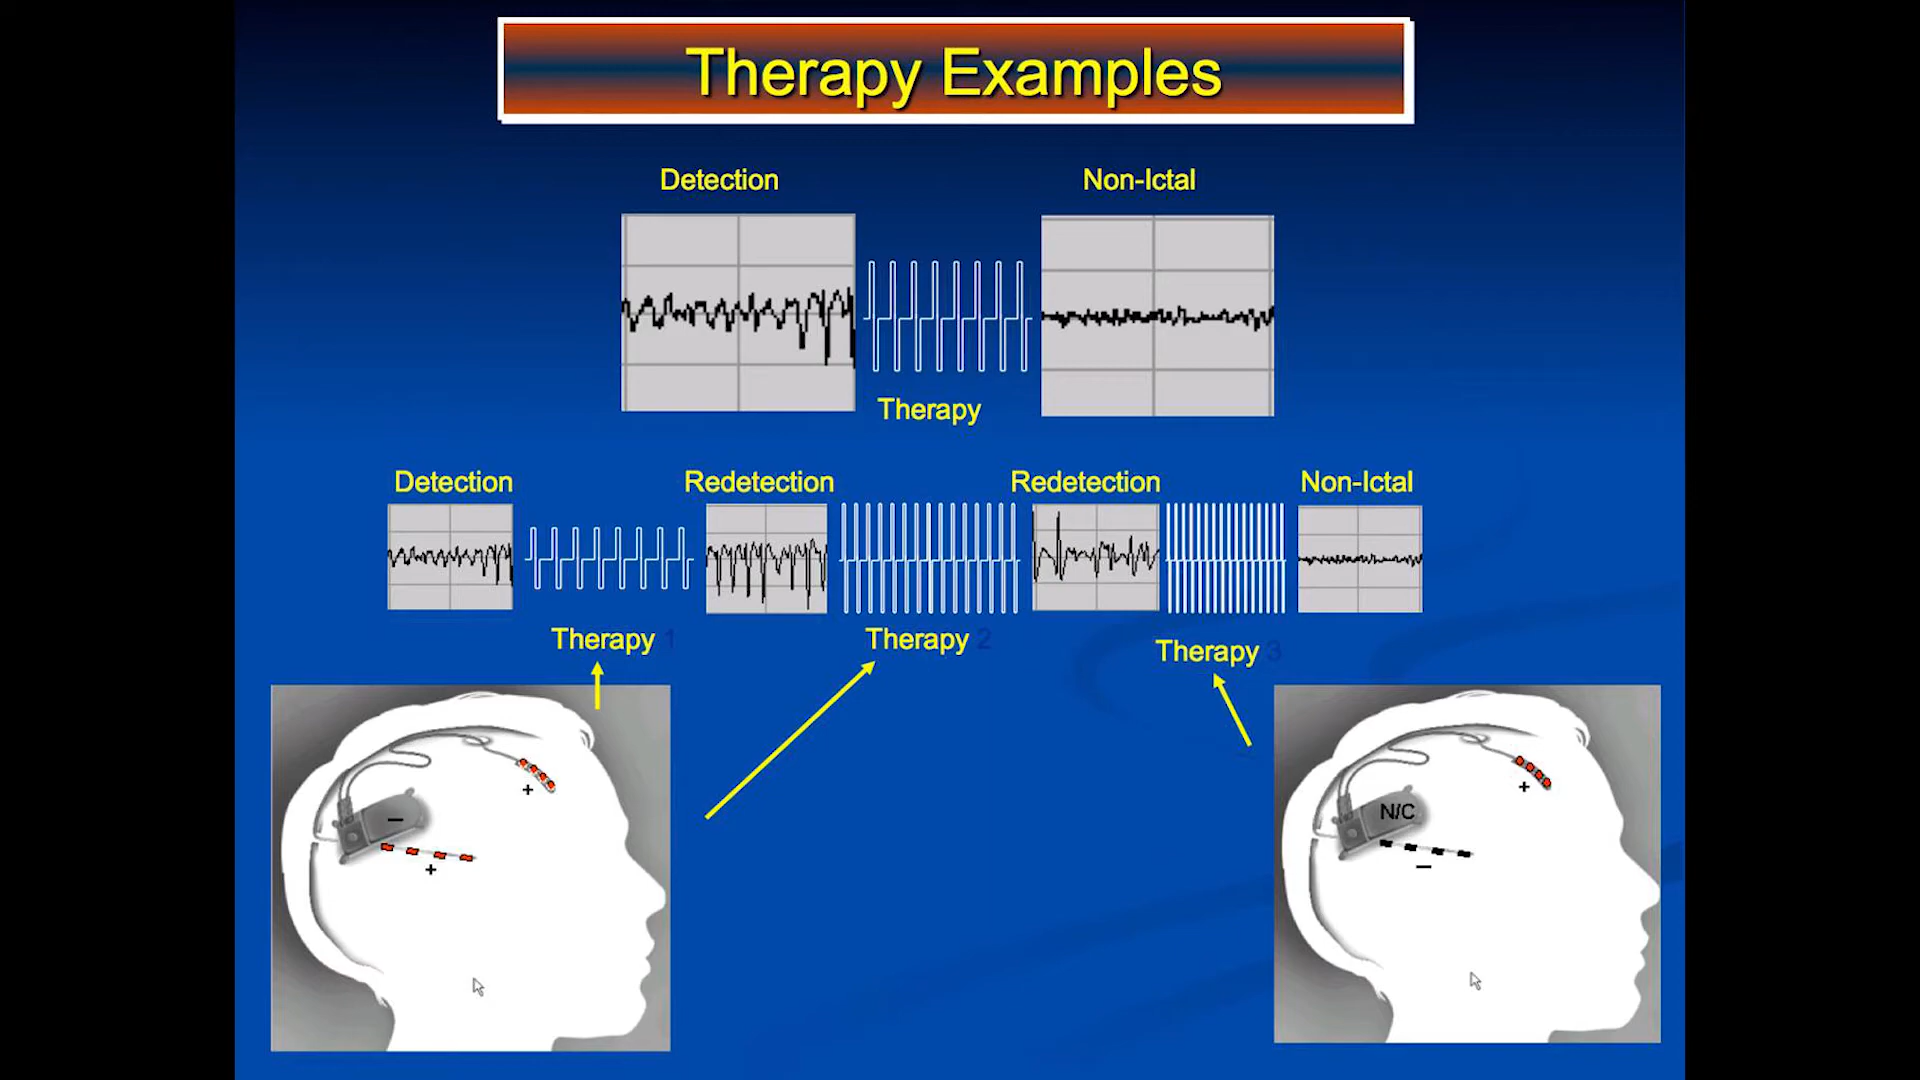 Therapy Examples
Detection Non-Ictal
Therapy
Detection Redetection Redetection Non-Ictal
Therapy 1 Therapy 2 Therapy 3
+ +
– N/C
+ –